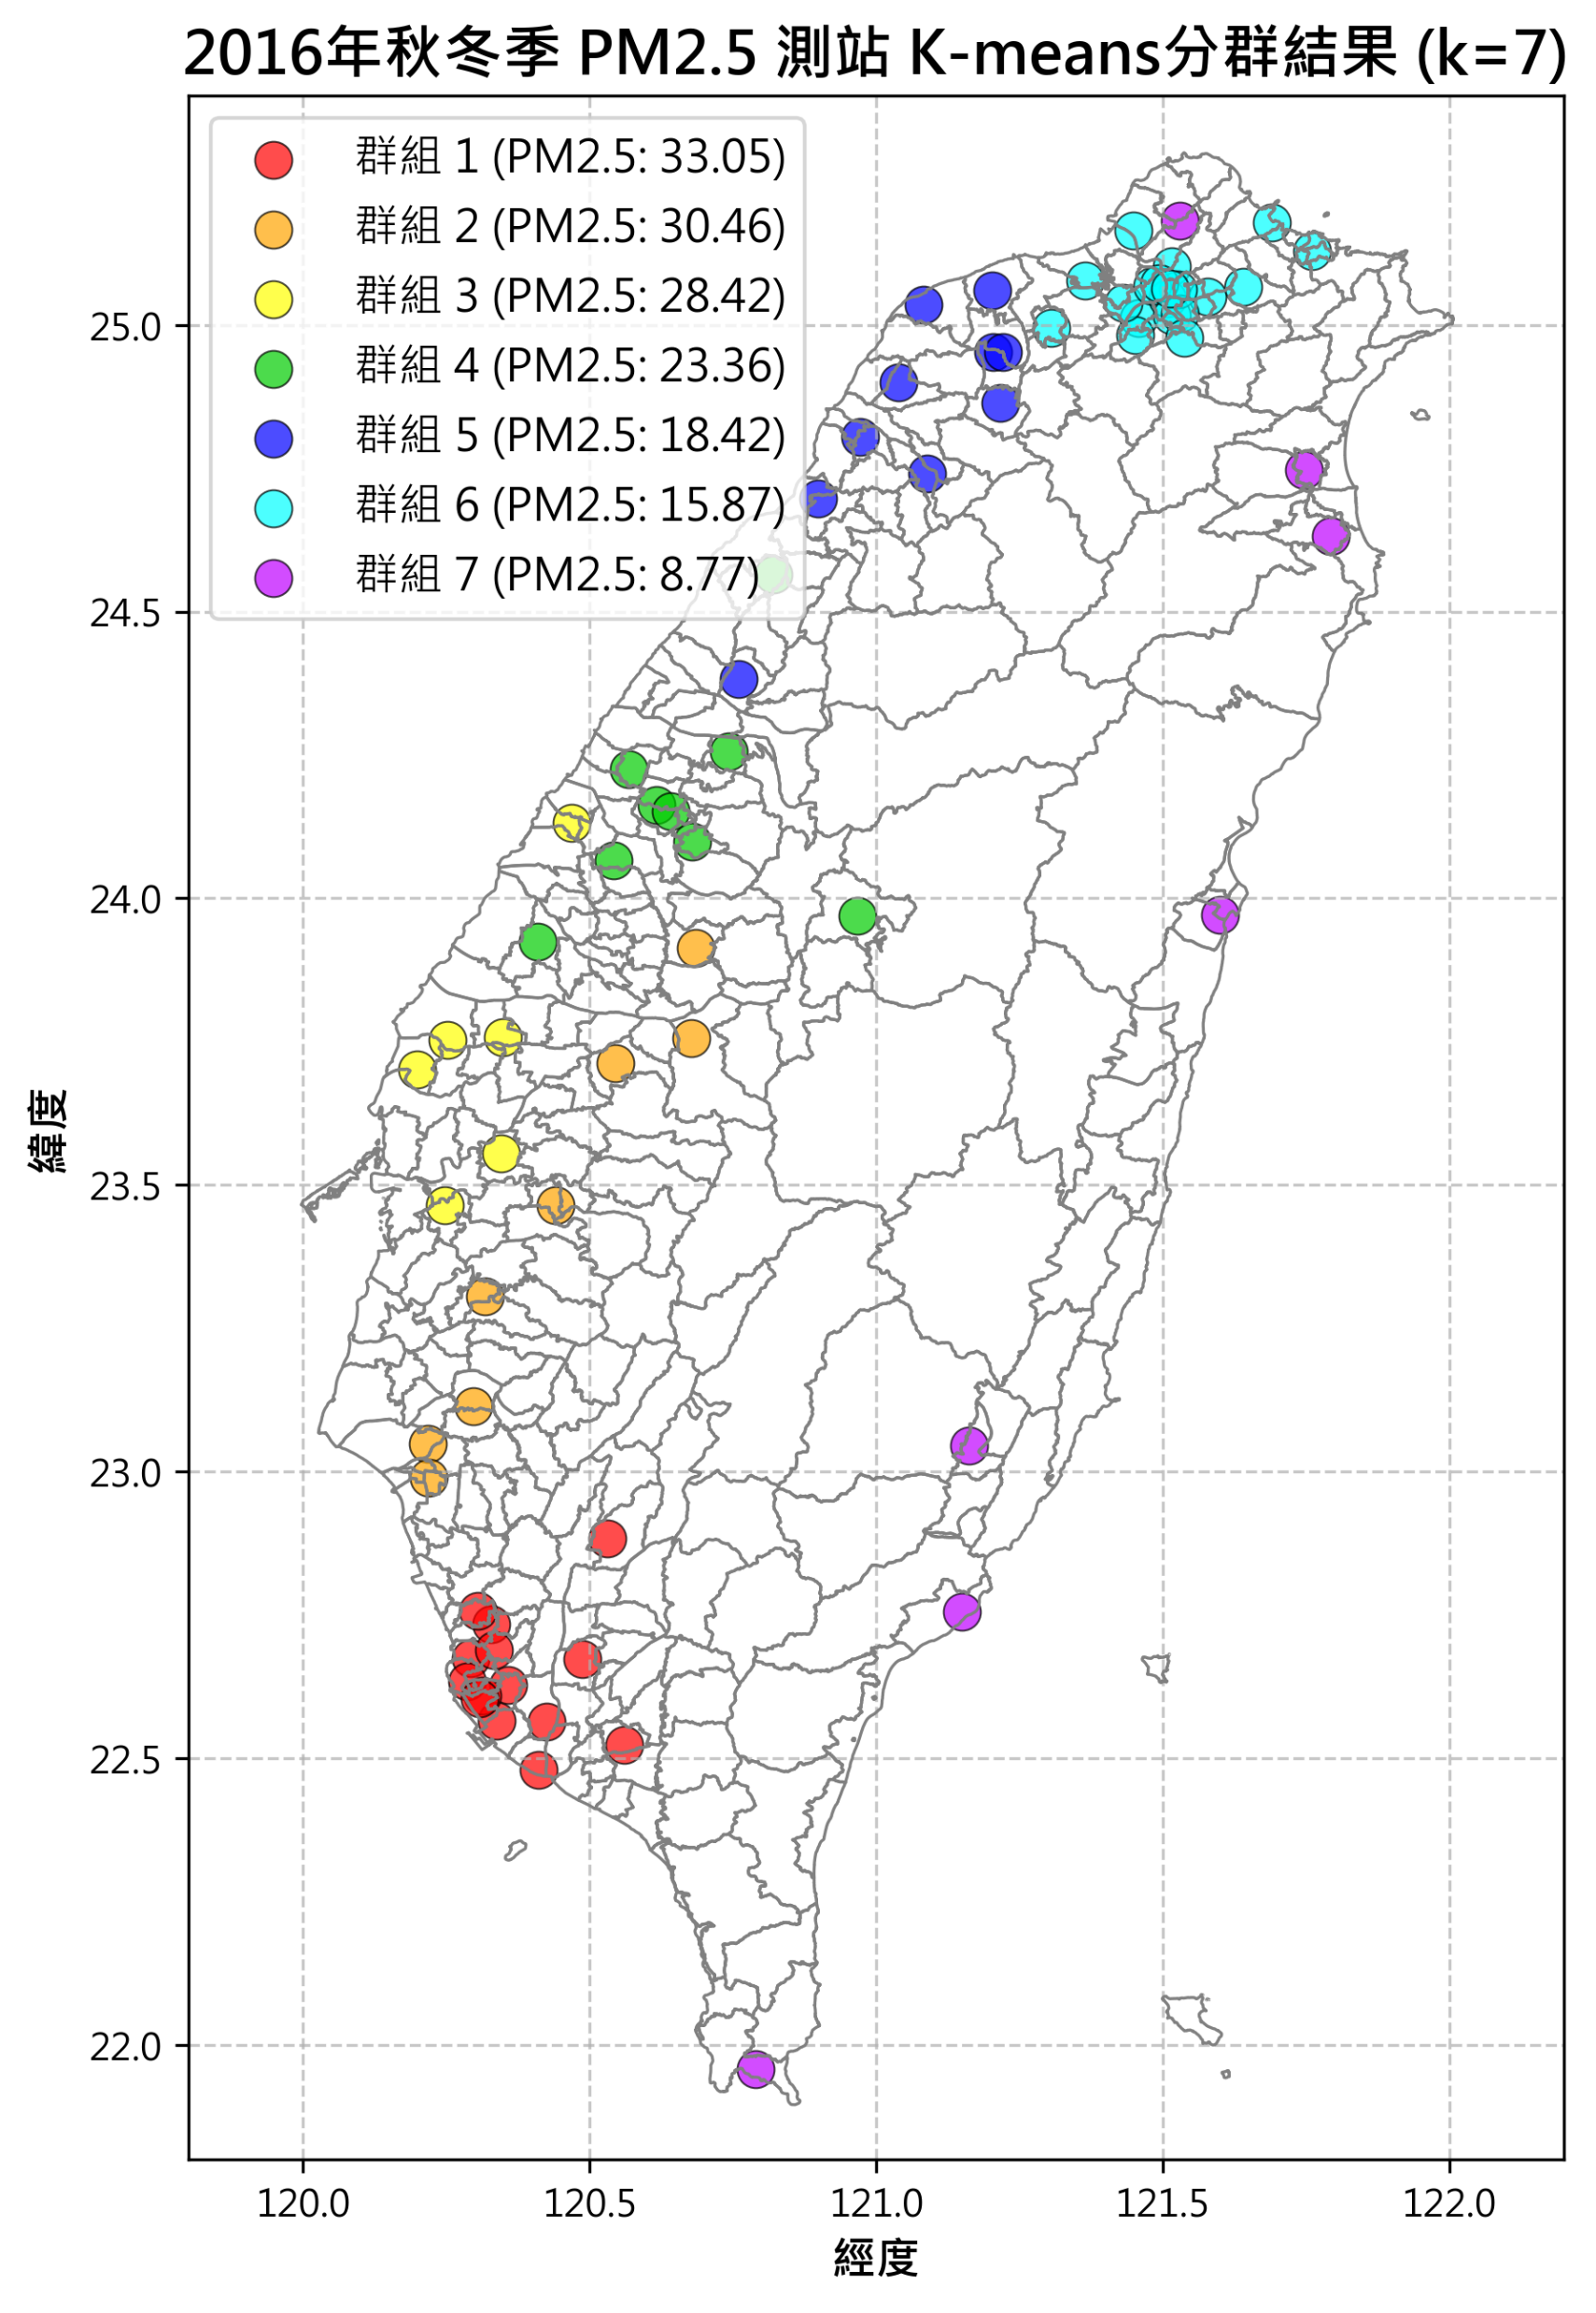 2016年秋冬季 PM2.5 測站 K-means分群結果 (k=7)
群組 1 (PM2.5: 33.05)
群組 2 (PM2.5: 30.46)
群組 3 (PM2.5: 28.42)
群組 4 (PM2.5: 23.36)
群組 5 (PM2.5: 18.42)
群組 6 (PM2.5: 15.87)
群組 7 (PM2.5: 8.77)
25.0
24.5
24.0
23.5
23.0
22.5
22.0
緯度
120.0 120.5 121.0 121.5 122.0
經度